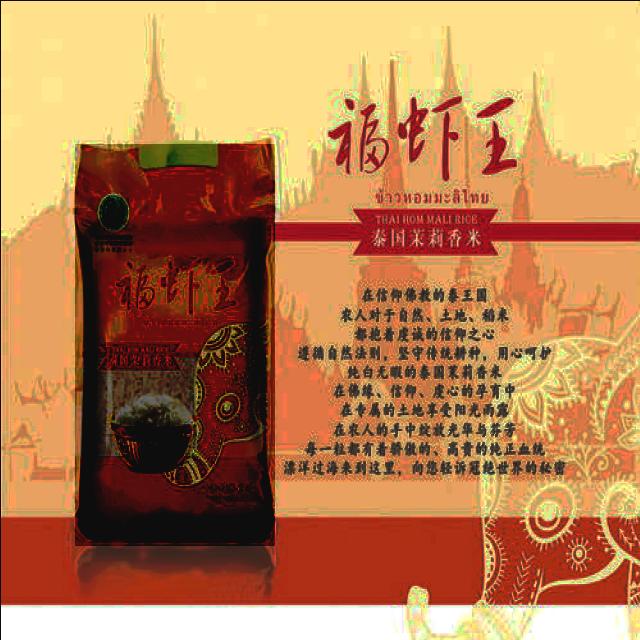 福虾王
ข้าวหอมมะลิไทย
THAI HOM MALI RICE
泰国茉莉香米
在信仰佛教的泰王国
农人对于自然、土地、稻米
都抱着虔诚的信仰之心
遵循自然法则，坚守传统耕种，用心呵护
纯白无暇的泰国茉莉香米
在佛缘、信仰、虔心的孕育中
在专属的土地享受阳光雨露
在农人的手中绽放光华与芬芳
每一粒都有着骄傲的、高贵的纯正血统
漂洋过海来到这里，向您轻诉冠绝世界的秘密
福虾王